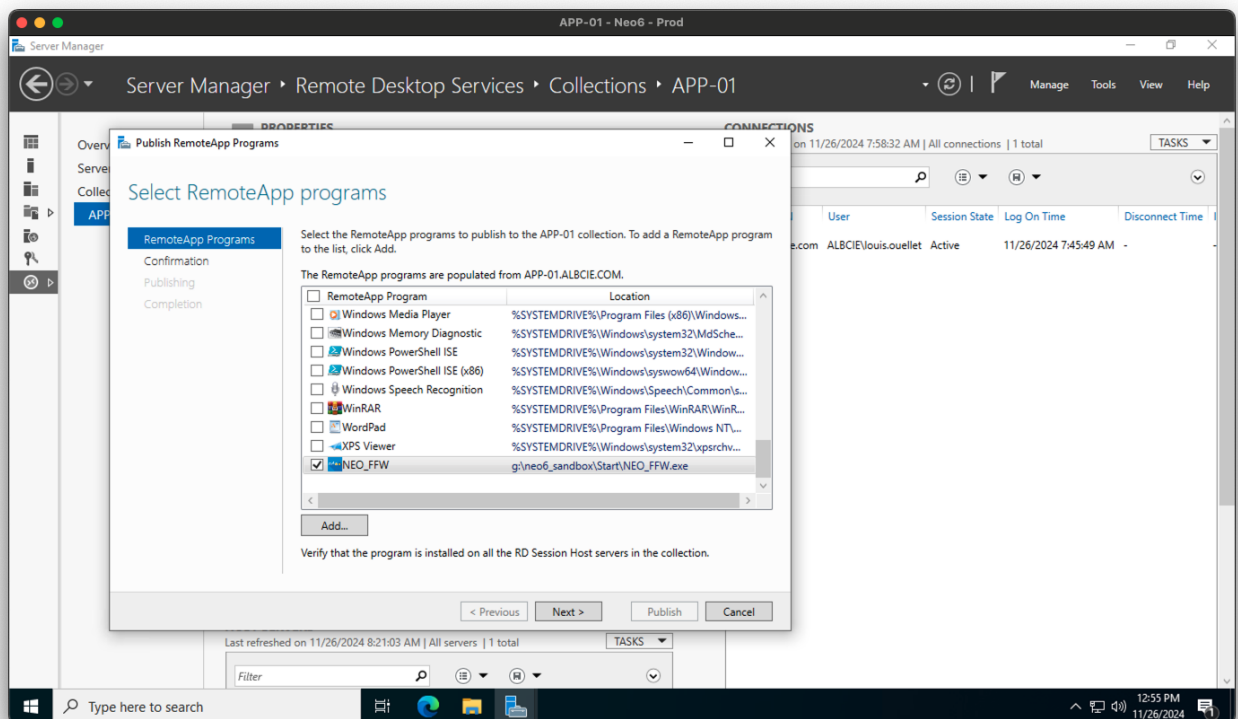 APP-01 - Neo6 - Prod
Server Manager
Server Manager ‣ Remote Desktop Services ‣ Collections ‣ APP-01
Manage Tools View Help
PROPERTIES
CONNECTIONS
on 11/26/2024 7:58:32 AM | All connections | 1 total
TASKS
Overv
Server
Collec
APP
User Session State Log On Time Disconnect Time
e.com ALBCIE\louis.ouellet Active 11/26/2024 7:45:49 AM - -
Publish RemoteApp Programs
Select RemoteApp programs
RemoteApp Programs
Confirmation
Publishing
Completion
Select the RemoteApp programs to publish to the APP-01 collection. To add a RemoteApp program
to the list, click Add.
The RemoteApp programs are populated from APP-01.ALBCIE.COM.
RemoteApp Program Location
Windows Media Player %SYSTEMDRIVE%\Program Files (x86)\Windows...
Windows Memory Diagnostic %SYSTEMDRIVE%\Windows\system32\MdSche...
Windows PowerShell ISE %SYSTEMDRIVE%\Windows\system32\Window...
Windows PowerShell ISE (x86) %SYSTEMDRIVE%\Windows\syswow64\Window...
Windows Speech Recognition %SYSTEMDRIVE%\Windows\Speech\Common\s...
WinRAR %SYSTEMDRIVE%\Program Files\WinRAR\WinR...
WordPad %SYSTEMDRIVE%\Program Files\Windows NT\...
XPS Viewer %SYSTEMDRIVE%\Windows\system32\xpsrchv...
NEO_FFW g:\neo6_sandbox\Start\NEO_FFW.exe
Add...
Verify that the program is installed on all the RD Session Host servers in the collection.
< Previous Next > Publish Cancel
Last refreshed on 11/26/2024 8:21:03 AM | All servers | 1 total
TASKS
Filter
Type here to search
12:55 PM
11/26/2024
1